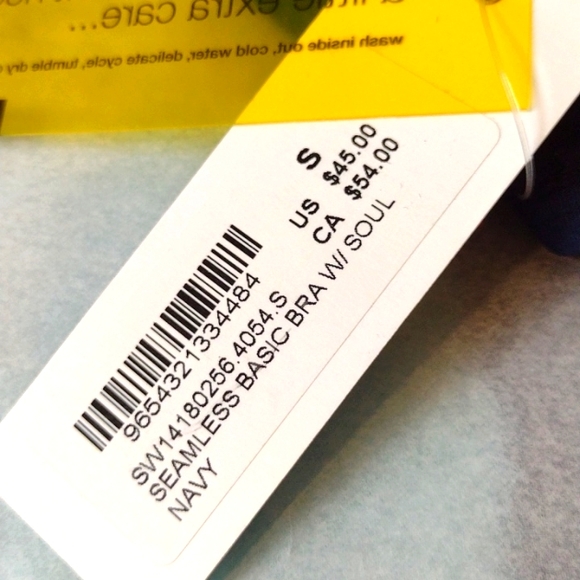 a little extra care...
wash inside out, cold water, delicate cycle, tumble dry
S
US $45.00
CA $54.00
9654321334484
SW14180256.4054.S
SEAMLESS BASIC BRA W/ SOUL
NAVY